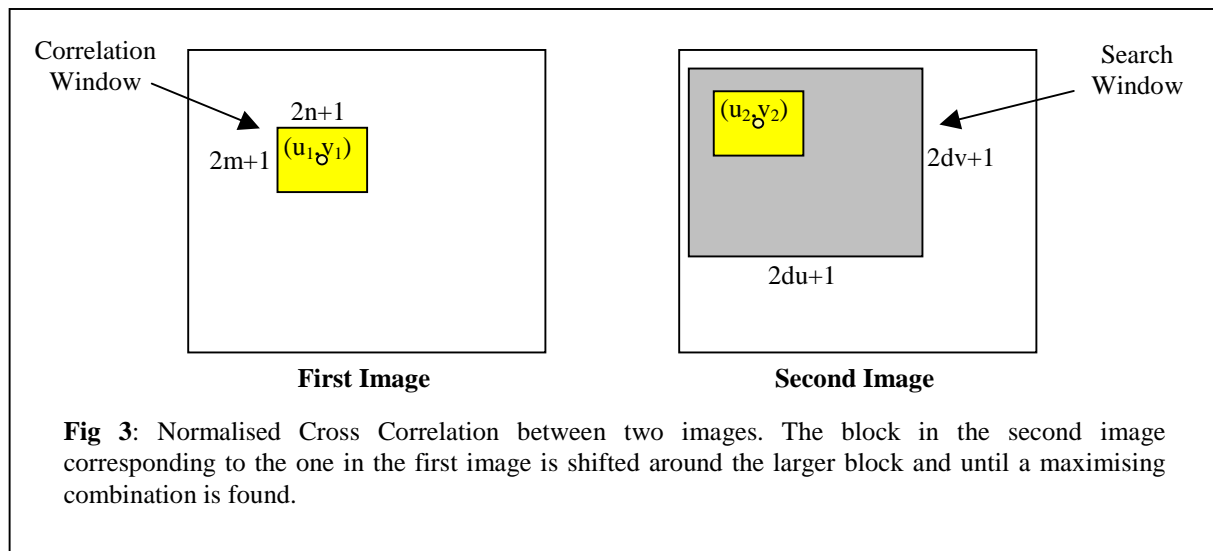 Correlation
Window
2n+1
2m+1
(u₁,v₁)
First Image
Search
Window
(u₂,v₂)
2dv+1
2du+1
Second Image
Fig 3: Normalised Cross Correlation between two images. The block in the second image
corresponding to the one in the first image is shifted around the larger block and until a maximising
combination is found.